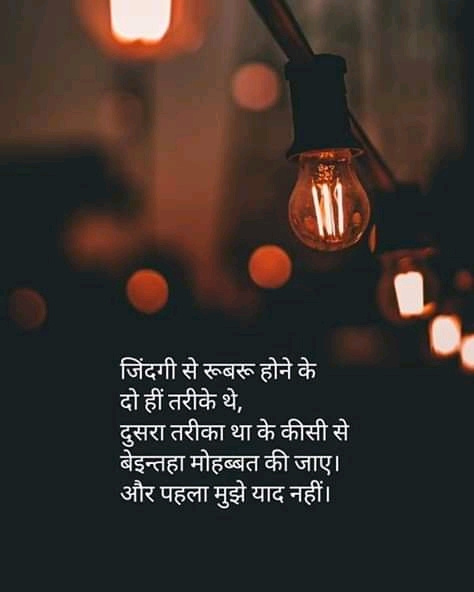 जिंदगी से रूबरू होने के
दो हीं तरीके थे,
दुसरा तरीका था के कीसी से
बेइन्तहा मोहब्बत की जाए।
और पहला मुझे याद नहीं।